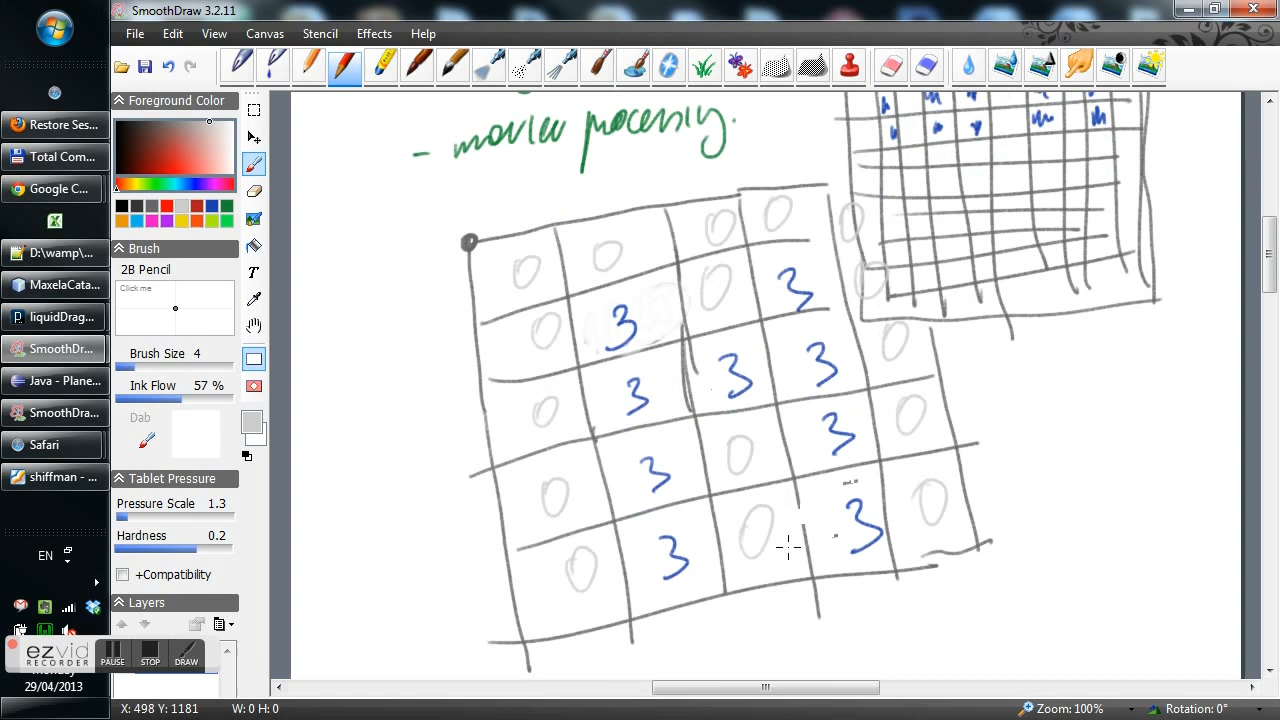 SmoothDraw 3.2.11
File Edit View Canvas Stencil Effects Help
Foreground Color
Brush
2B Pencil
Click me
Brush Size 4
Ink Flow 57 %
Dab
Tablet Pressure
Pressure Scale 1.3
Hardness 0.2
+Compatibility
Layers
Restore Ses...
Total Com...
Google C...
D:\wamp\...
MaxelaCata...
liquidDrag...
SmoothDr...
Java - Plane...
SmoothDra...
Safari
shiffman - ...
EN
ezvid
RECORDER
PAUSE STOP DRAW
29/04/2013
processing.
0 0 0 0 0
0 3 0 3 0
0 3 3 3 0
0 3 0 3 0
0 3 0 3 0
X: 498 Y: 1181 W: 0 H: 0 Zoom: 100% Rotation: 0°